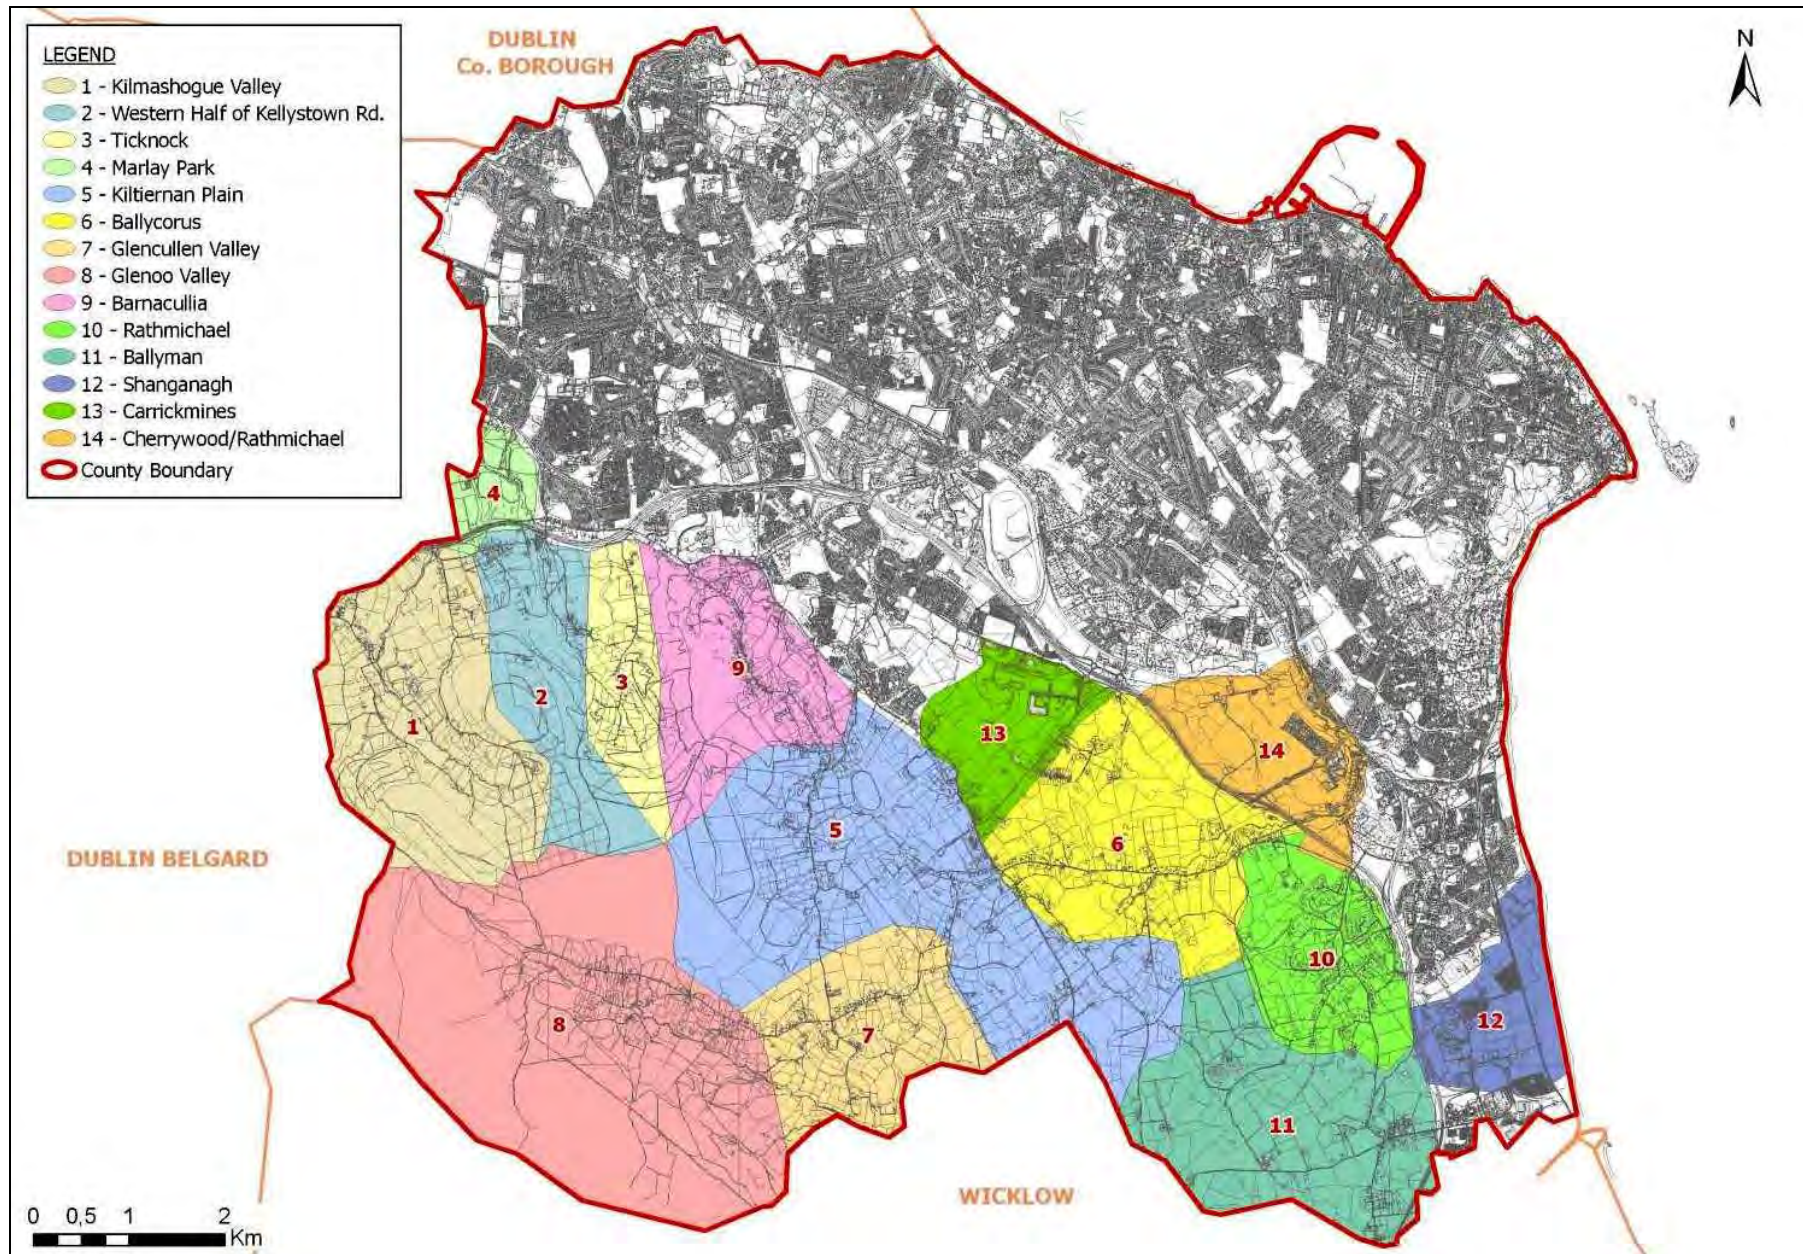 LEGEND
1 - Kilmashogue Valley
2 - Western Half of Kellystown Rd.
3 - Ticknock
4 - Marlay Park
5 - Kiltiernan Plain
6 - Ballycorus
7 - Glencullen Valley
8 - Glenoo Valley
9 - Barnacullia
10 - Rathmichael
11 - Ballyman
12 - Shanganagh
13 - Carrickmines
14 - Cherrywood/Rathmichael
County Boundary
DUBLIN
Co. BOROUGH
N
4
9
3
2
1
13
14
5
6
10
12
8
7
11
DUBLIN BELGARD
WICKLOW
0 0,5 1 2
Km